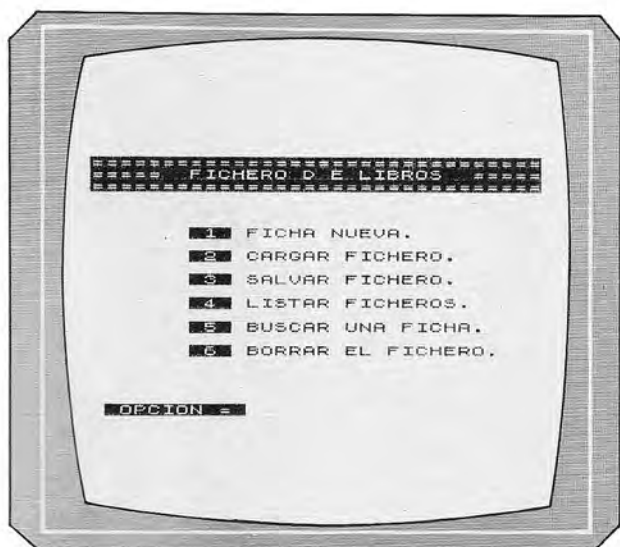 ===== FICHERO D E LIBROS =====
1 FICHA NUEVA.
2 CARGAR FICHERO.
3 SALVAR FICHERO.
4 LISTAR FICHEROS.
5 BUSCAR UNA FICHA.
6 BORRAR EL FICHERO.
OPCION =